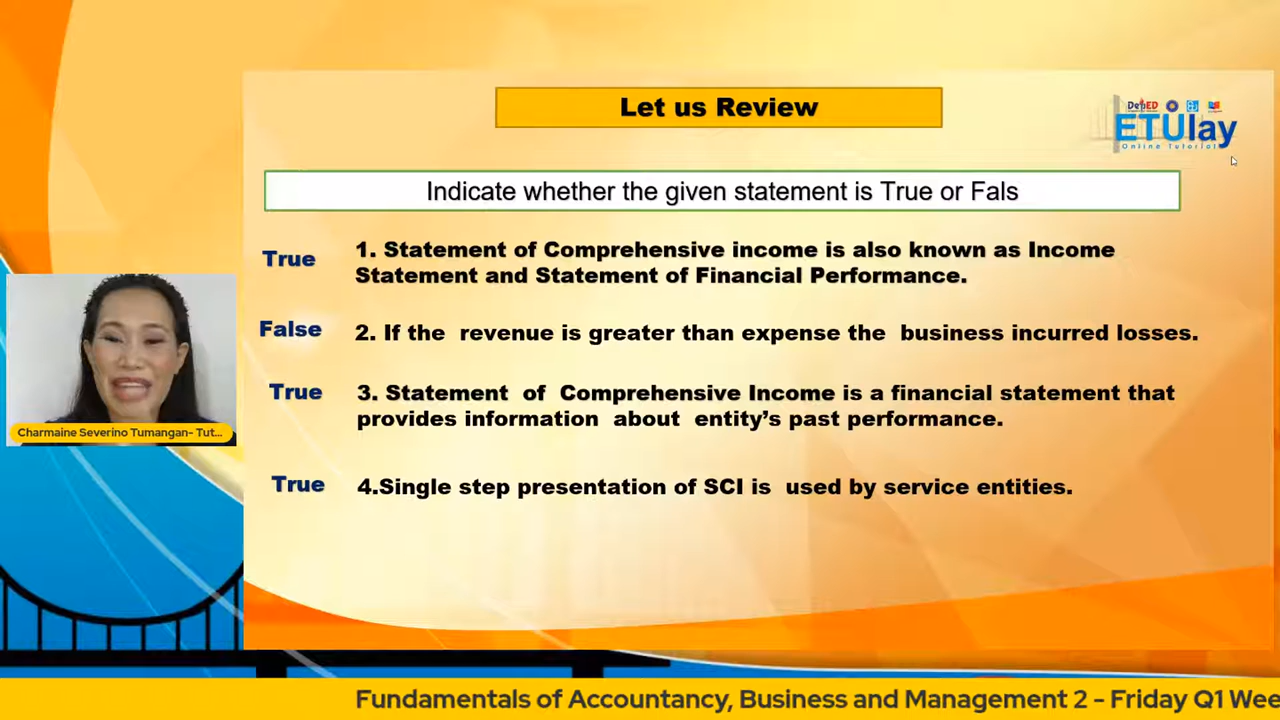 Let us Review
DepED
ETUlay
Online Tutorial
Indicate whether the given statement is True or Fals
True
1. Statement of Comprehensive income is also known as Income
Statement and Statement of Financial Performance.
False
2. If the revenue is greater than expense the business incurred losses.
True
3. Statement of Comprehensive Income is a financial statement that
provides information about entity's past performance.
True
4.Single step presentation of SCI is used by service entities.
Charmaine Severino Tumangan- Tut...
Fundamentals of Accountancy, Business and Management 2 - Friday Q1 Wee